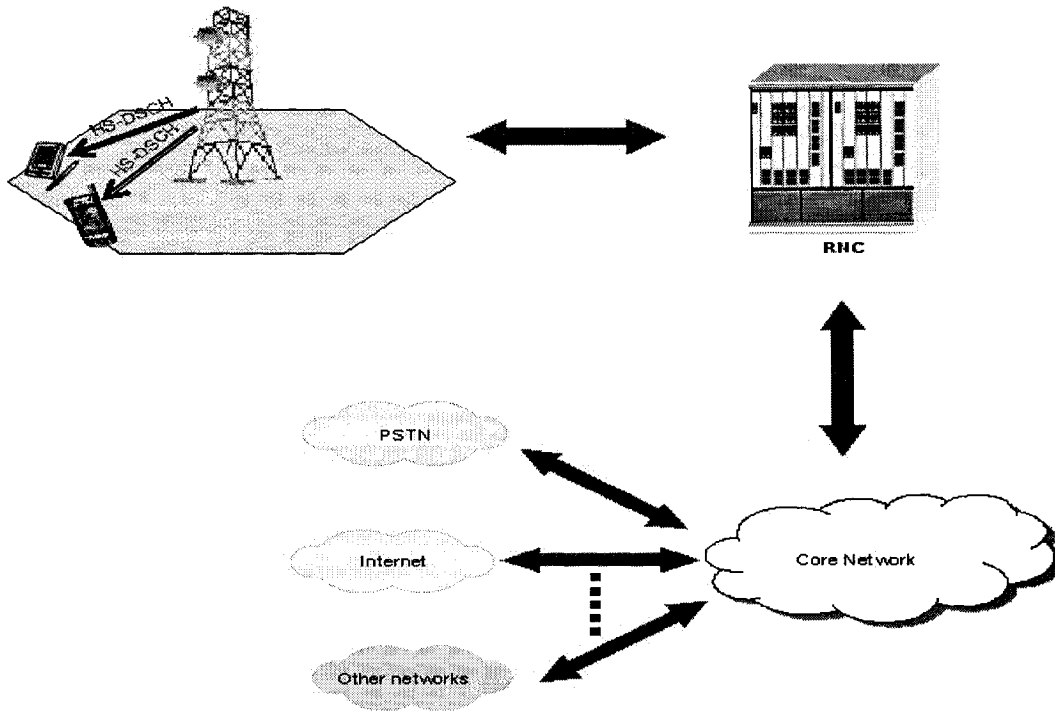 HS-DSCH
HS-DSCH
RNC
PSTN
Internet
Core Network
Other networks